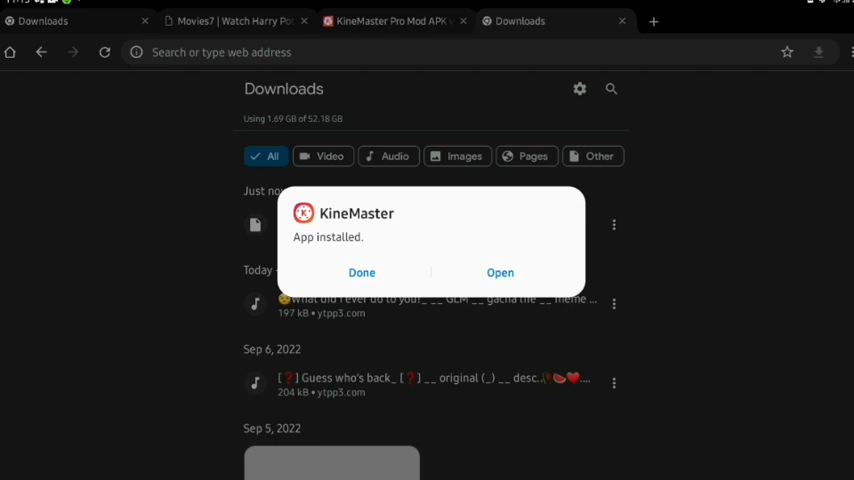 Downloads
Movies7 | Watch Harry Po
KineMaster Pro Mod APK
Downloads
Search or type web address
Downloads
Using 1.69 GB of 52.18 GB
All
Video
Audio
Images
Pages
Other
Just now
KineMaster
App installed.
Done
Open
Today -
😢What did I ever do to you!_ __ GLM __ gacha life __ meme ...
197 kB • ytpp3.com
Sep 6, 2022
[❓] Guess who's back_ [❓] __ original (_) __ desc..🥀🍉❤️....
204 kB • ytpp3.com
Sep 5, 2022